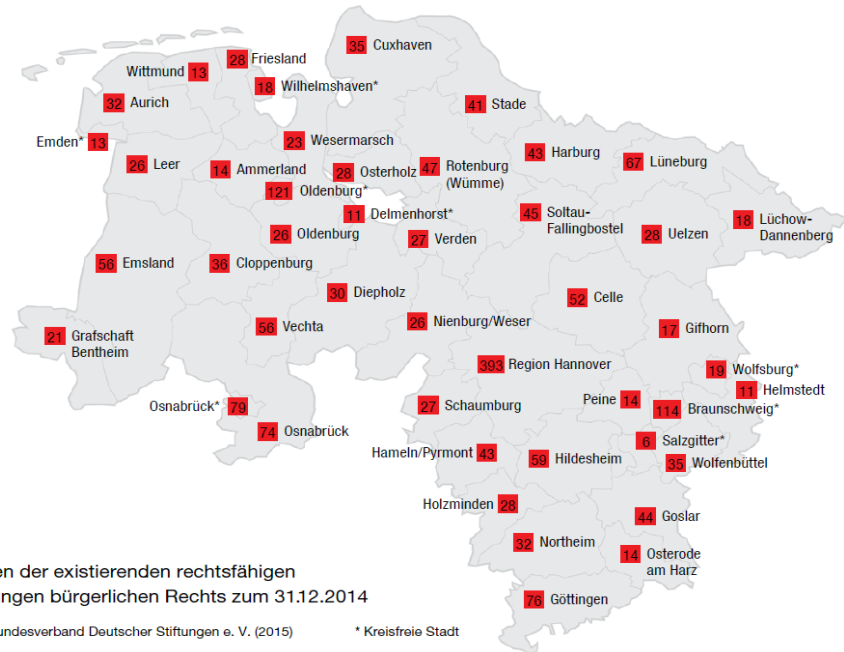 35 Cuxhaven
28 Friesland
Wittmund 13
18 Wilhelmshaven*
32 Aurich
41 Stade
Emden* 13
23 Wesermarsch
43 Harburg
67 Lüneburg
26 Leer
14 Ammerland
28 Osterholz
47 Rotenburg
(Wümme)
121 Oldenburg*
11 Delmenhorst*
45 Soltau-
Fallingbostel
18 Lüchow-
Dannenberg
26 Oldenburg
27 Verden
28 Uelzen
56 Emsland
36 Cloppenburg
30 Diepholz
52 Celle
21 Grafschaft
Bentheim
56 Vechta
26 Nienburg/Weser
17 Gifhorn
393 Region Hannover
19 Wolfsburg*
11 Helmstedt
Osnabrück* 79
27 Schaumburg
Peine 14
114 Braunschweig*
74 Osnabrück
6 Salzgitter*
Hameln/Pyrmont 43
59 Hildesheim
35 Wolfenbüttel
Holzminden 28
44 Goslar
32 Northeim
14 Osterode
am Harz
76 Göttingen
en der existierenden rechtsfähigen
ungen bürgerlichen Rechts zum 31.12.2014
undesverband Deutscher Stiftungen e. V. (2015)
* Kreisfreie Stadt